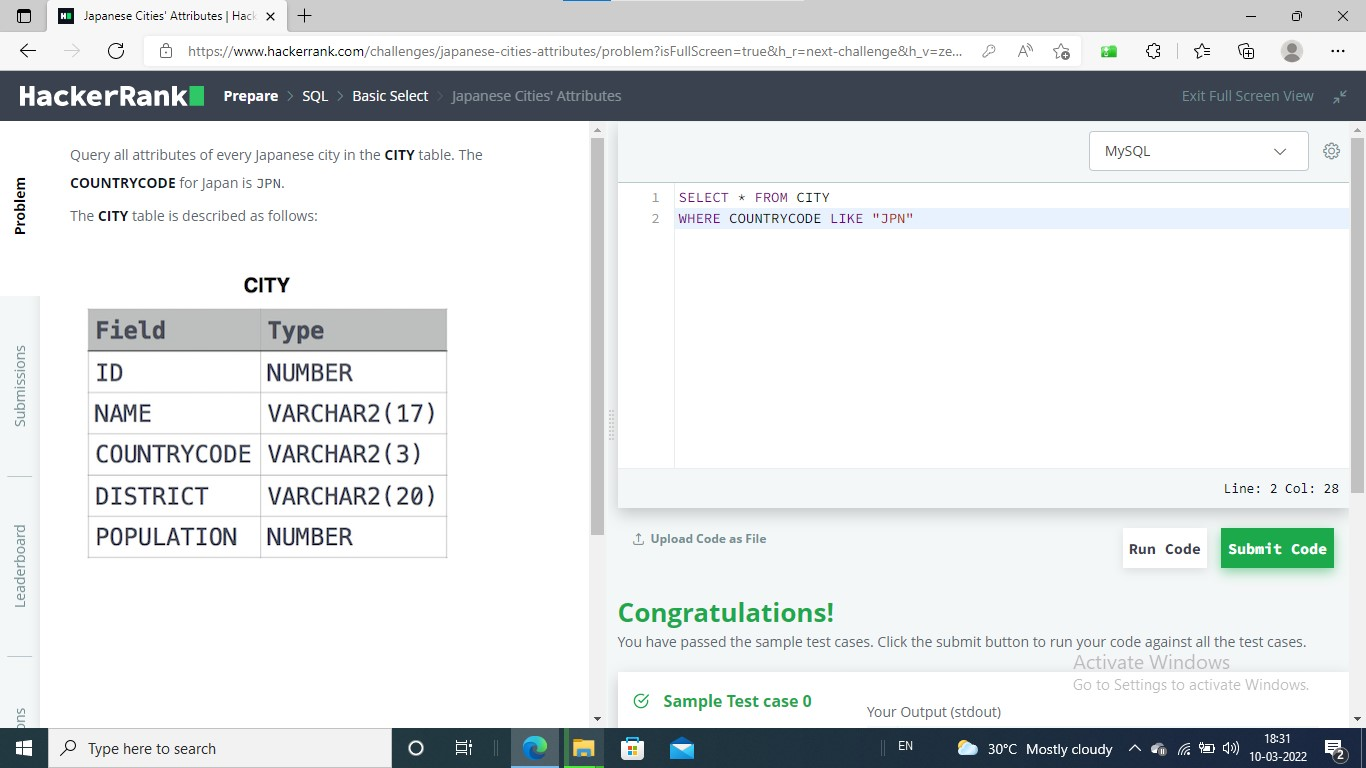 Japanese Cities' Attributes | Hack
https://www.hackerrank.com/challenges/japanese-cities-attributes/problem?isFullScreen=true&h_r=next-challenge&h_v=ze...
HackerRank
Prepare > SQL > Basic Select > Japanese Cities' Attributes
Exit Full Screen View
Problem
Submissions
Leaderboard
Query all attributes of every Japanese city in the CITY table. The
COUNTRYCODE for Japan is JPN.
The CITY table is described as follows:
CITY
Field Type
ID NUMBER
NAME VARCHAR2(17)
COUNTRYCODE VARCHAR2(3)
DISTRICT VARCHAR2(20)
POPULATION NUMBER
MySQL
1 SELECT * FROM CITY
2 WHERE COUNTRYCODE LIKE "JPN"
Line: 2 Col: 28
Upload Code as File
Run Code
Submit Code
Congratulations!
You have passed the sample test cases. Click the submit button to run your code against all the test cases.
Activate Windows
Go to Settings to activate Windows.
Sample Test case 0
Your Output (stdout)
Type here to search
EN
30°C Mostly cloudy
18:31
10-03-2022
2